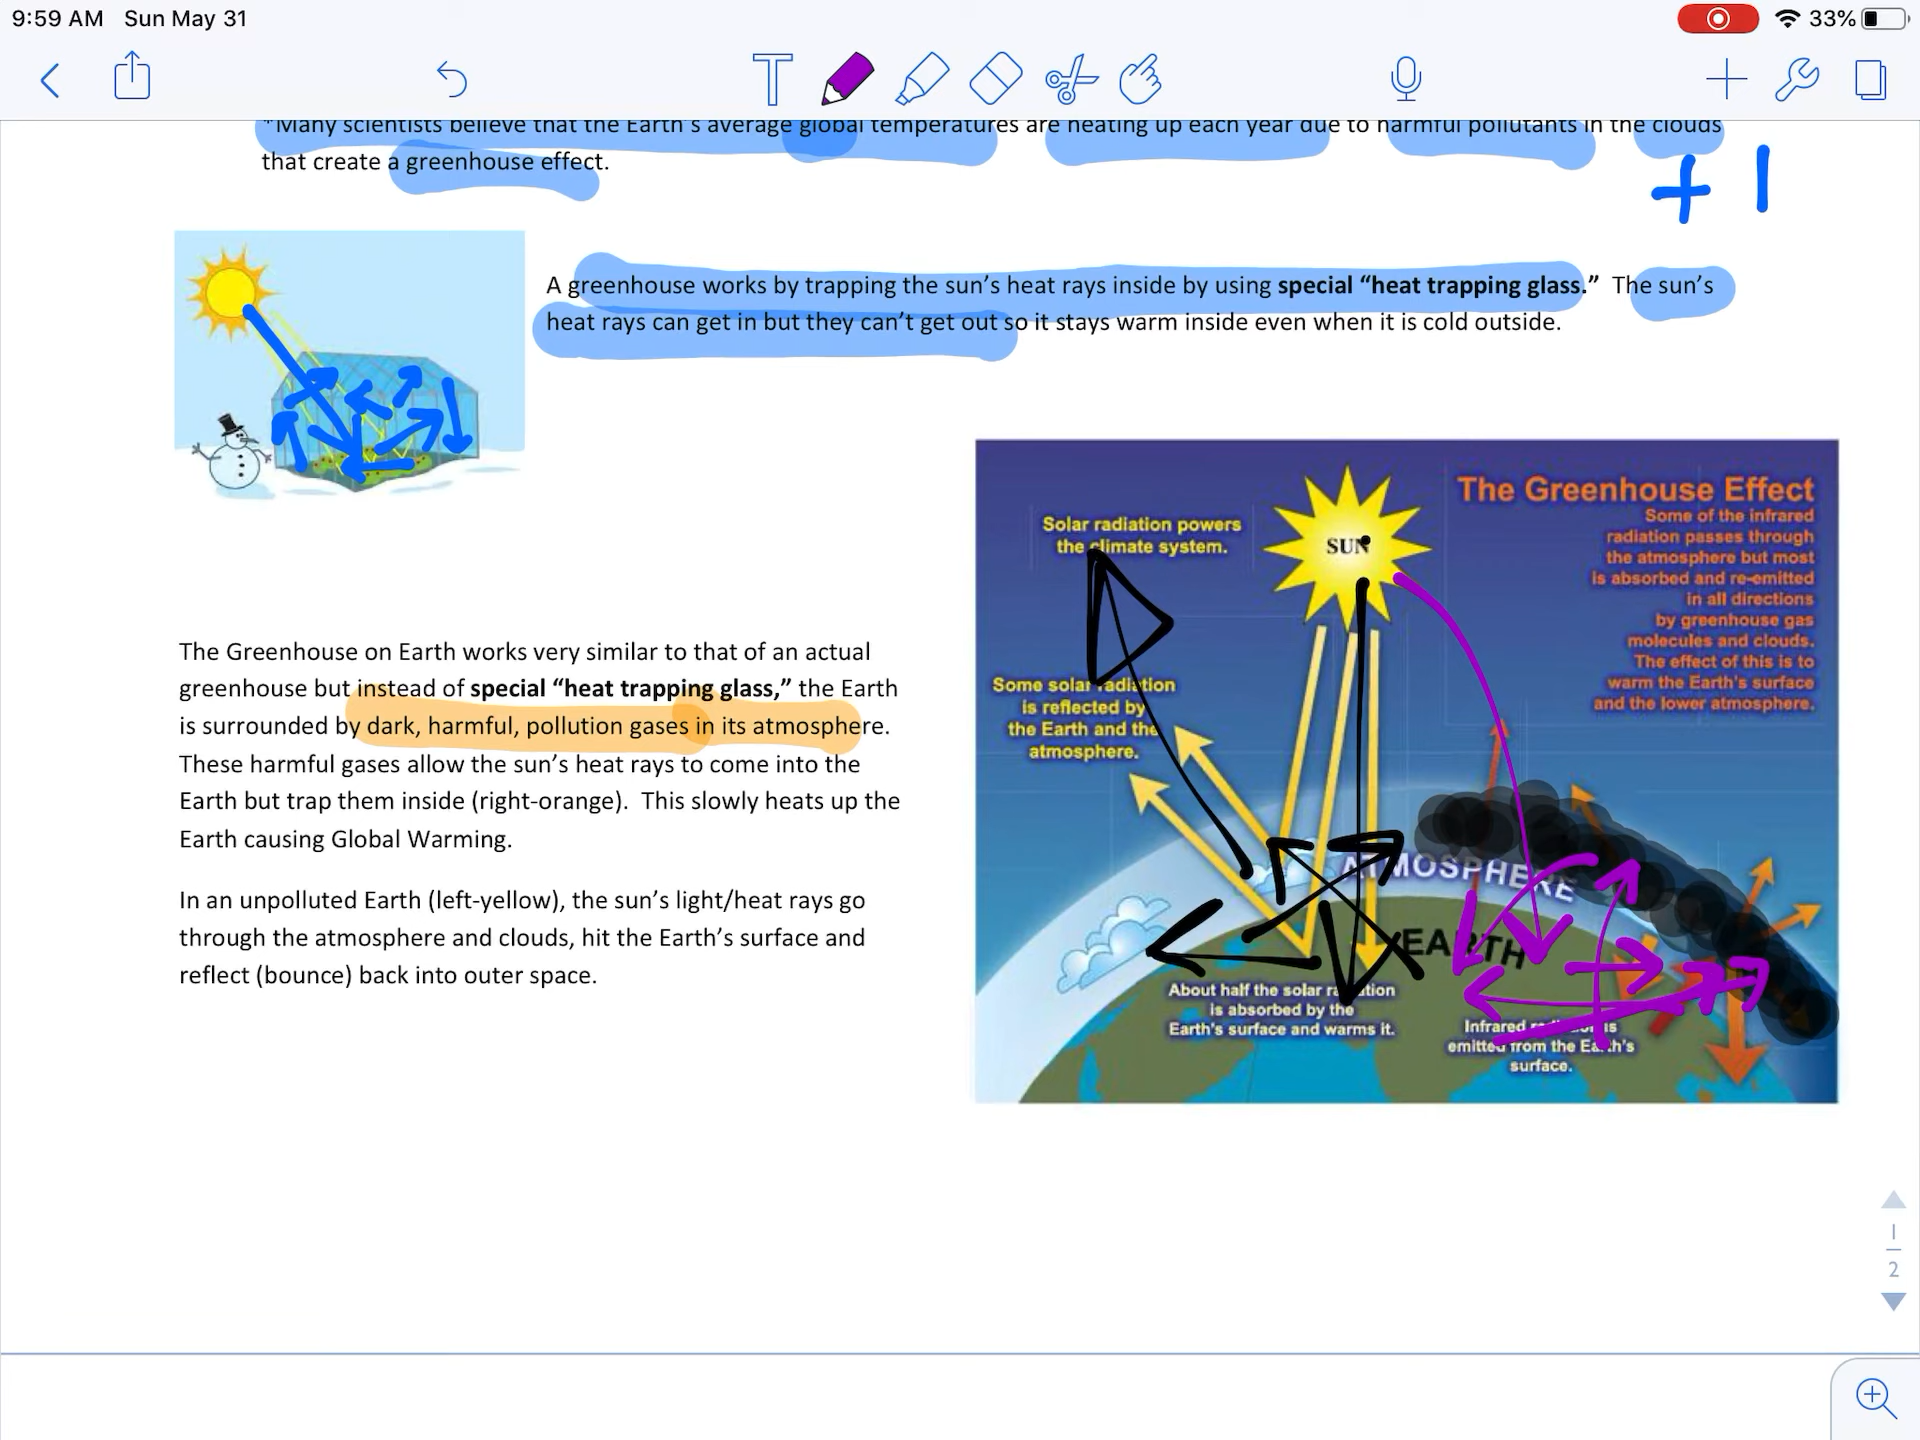 9:59 AM Sun May 31
33%
T
*Many scientists believe that the Earth's average global temperatures are heating up each year due to harmful pollutants in the clouds
that create a greenhouse effect.
+1
A greenhouse works by trapping the sun's heat rays inside by using special “heat trapping glass.” The sun's
heat rays can get in but they can't get out so it stays warm inside even when it is cold outside.
The Greenhouse on Earth works very similar to that of an actual
greenhouse but instead of special “heat trapping glass,” the Earth
is surrounded by dark, harmful, pollution gases in its atmosphere.
These harmful gases allow the sun's heat rays to come into the
Earth but trap them inside (right-orange). This slowly heats up the
Earth causing Global Warming.
In an unpolluted Earth (left-yellow), the sun's light/heat rays go
through the atmosphere and clouds, hit the Earth's surface and
reflect (bounce) back into outer space.
The Greenhouse Effect
Some of the infrared
radiation passes through
the atmosphere but most
is absorbed and re-emitted
in all directions
by greenhouse gas
molecules and clouds.
The effect of this is to
warm the Earth's surface
and the lower atmosphere.
Solar radiation powers
the climate system.
SUN
Some solar radiation
is reflected by
the Earth and the
atmosphere.
ATMOSPHERE
EARTH
About half the solar radiation
is absorbed by the
Earth's surface and warms it.
Infrared radiation is
emitted from the Earth's
surface.
1
2